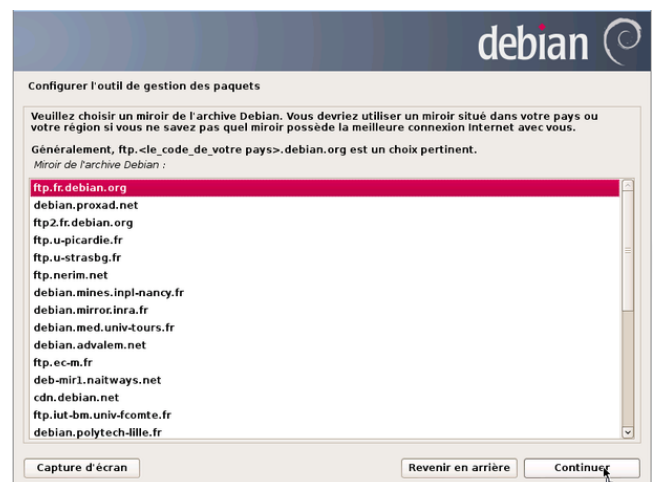 debian
Configurer l'outil de gestion des paquets
Veuillez choisir un miroir de l'archive Debian. Vous devriez utiliser un miroir situé dans votre pays ou
votre région si vous ne savez pas quel miroir possède la meilleure connexion Internet avec vous.
Généralement, ftp.<le_code_de_votre pays>.debian.org est un choix pertinent.
Miroir de l'archive Debian :
ftp.fr.debian.org
debian.proxad.net
ftp2.fr.debian.org
ftp.u-picardie.fr
ftp.u-strasbg.fr
ftp.nerim.net
debian.mines.inpl-nancy.fr
debian.mirror.inra.fr
debian.med.univ-tours.fr
debian.advalem.net
ftp.ec-m.fr
deb-mir1.naitways.net
cdn.debian.net
ftp.iut-bm.univ-fcomte.fr
debian.polytech-lille.fr
Capture d'écran Revenir en arrière Continuer